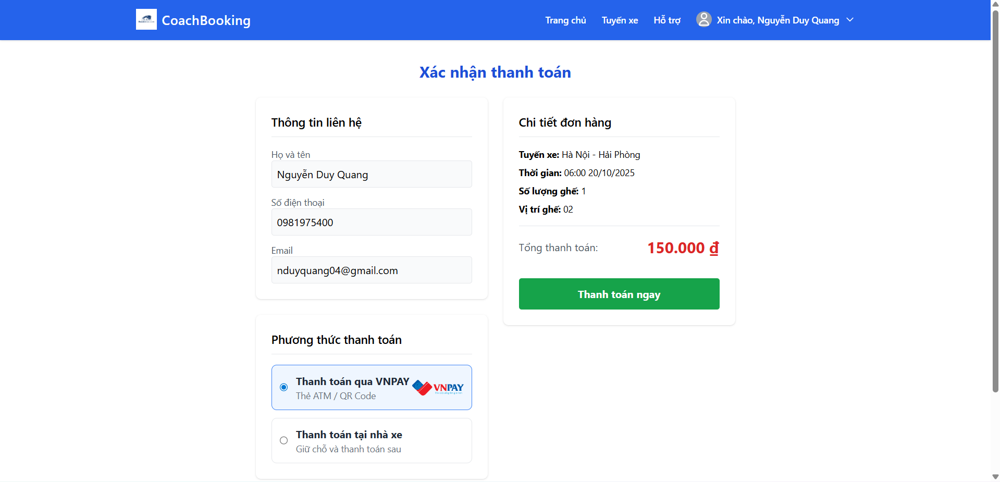 CoachBooking
Trang chủ
Tuyến xe
Hỗ trợ
Xin chào, Nguyễn Duy Quang
Xác nhận thanh toán
Thông tin liên hệ
Họ và tên
Nguyễn Duy Quang
Số điện thoại
0981975400
Email
nduyquang04@gmail.com
Phương thức thanh toán
Thanh toán qua VNPAY
Thẻ ATM / QR Code
VNPAY
Thanh toán tại nhà xe
Giữ chỗ và thanh toán sau
Chi tiết đơn hàng
Tuyến xe: Hà Nội - Hải Phòng
Thời gian: 06:00 20/10/2025
Số lượng ghế: 1
Vị trí ghế: 02
Tổng thanh toán: 150.000 ₫
Thanh toán ngay